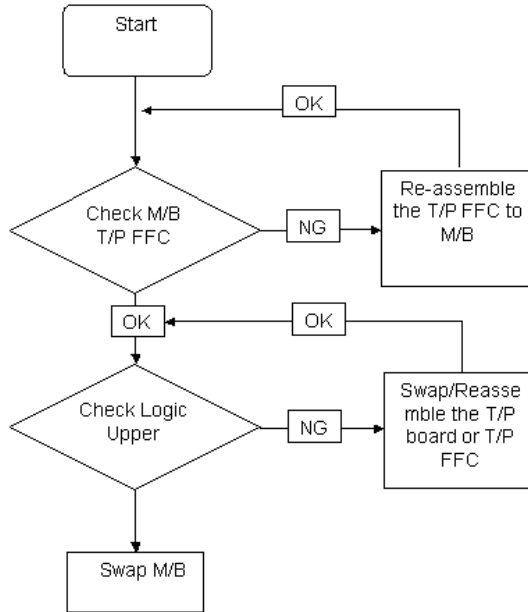 Start
OK
Check M/B
T/P FFC
NG
Re-assemble
the T/P FFC to
M/B
OK
OK
Check Logic
Upper
NG
Swap/Reasse
mble the T/P
board or T/P
FFC
Swap M/B